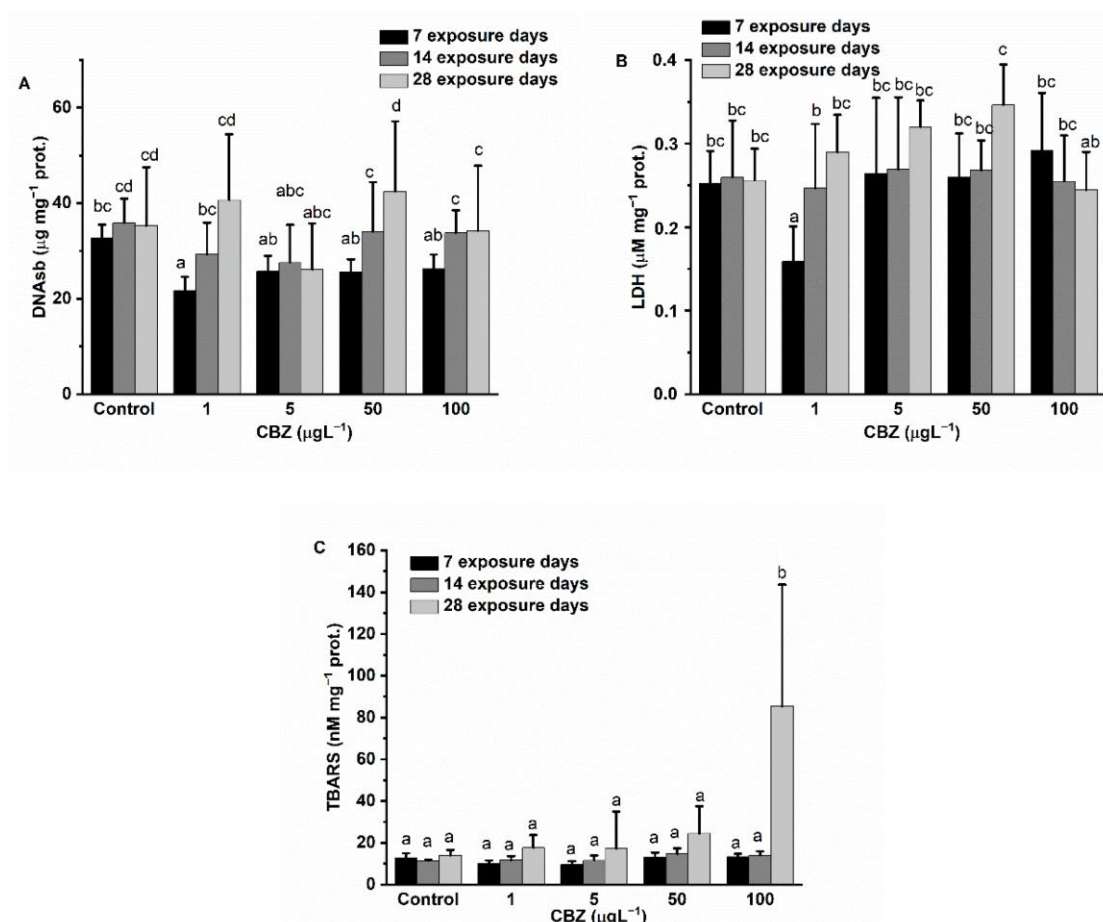 A
7 exposure days
14 exposure days
28 exposure days
DNAsb (µg mg⁻¹ prot.)
60
40
20
0
bc cd cd
a bc cd
ab abc abc
ab c d
ab c c
Control 1 5 50 100
CBZ (µgL⁻¹)
B
7 exposure days
14 exposure days
28 exposure days
LDH (µM mg⁻¹ prot.)
0.4
0.3
0.2
0.1
0.0
bc bc bc
a b bc
bc bc bc
bc bc c
bc bc ab
Control 1 5 50 100
CBZ (µgL⁻¹)
C
7 exposure days
14 exposure days
28 exposure days
TBARS (nM mg⁻¹ prot.)
160
140
120
100
80
60
40
20
0
a a a
a a a
a a a
a a a
a a b
Control 1 5 50 100
CBZ (µgL⁻¹)